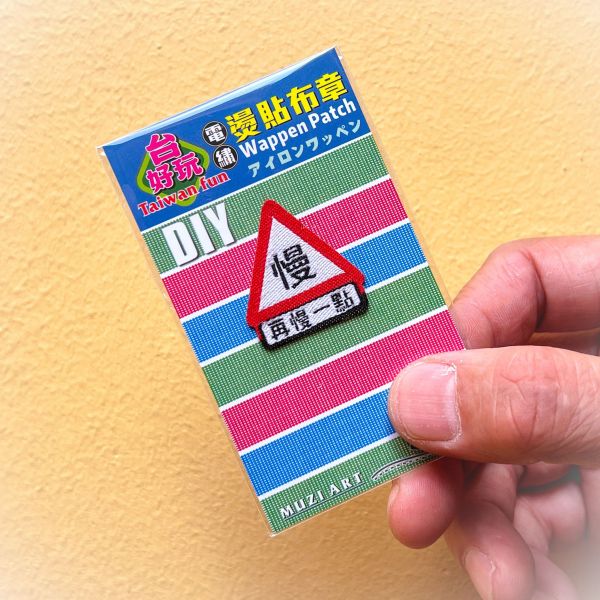 台
好玩
Taiwan fun
電繡
燙貼布章
Wappen Patch
アイロンワッペン
DIY
慢
再慢一點
MUZI ART